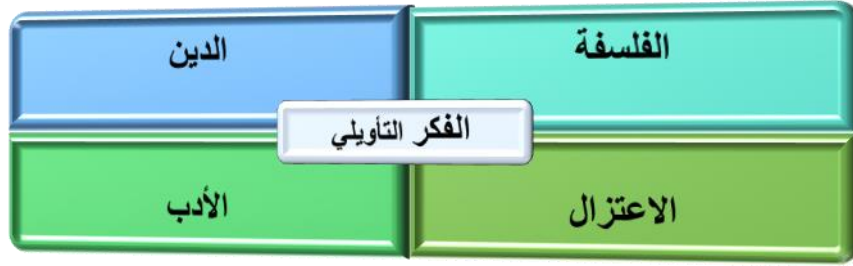 الفلسفة
الدين
الفكر التأويلي
الاعتزال
الأدب